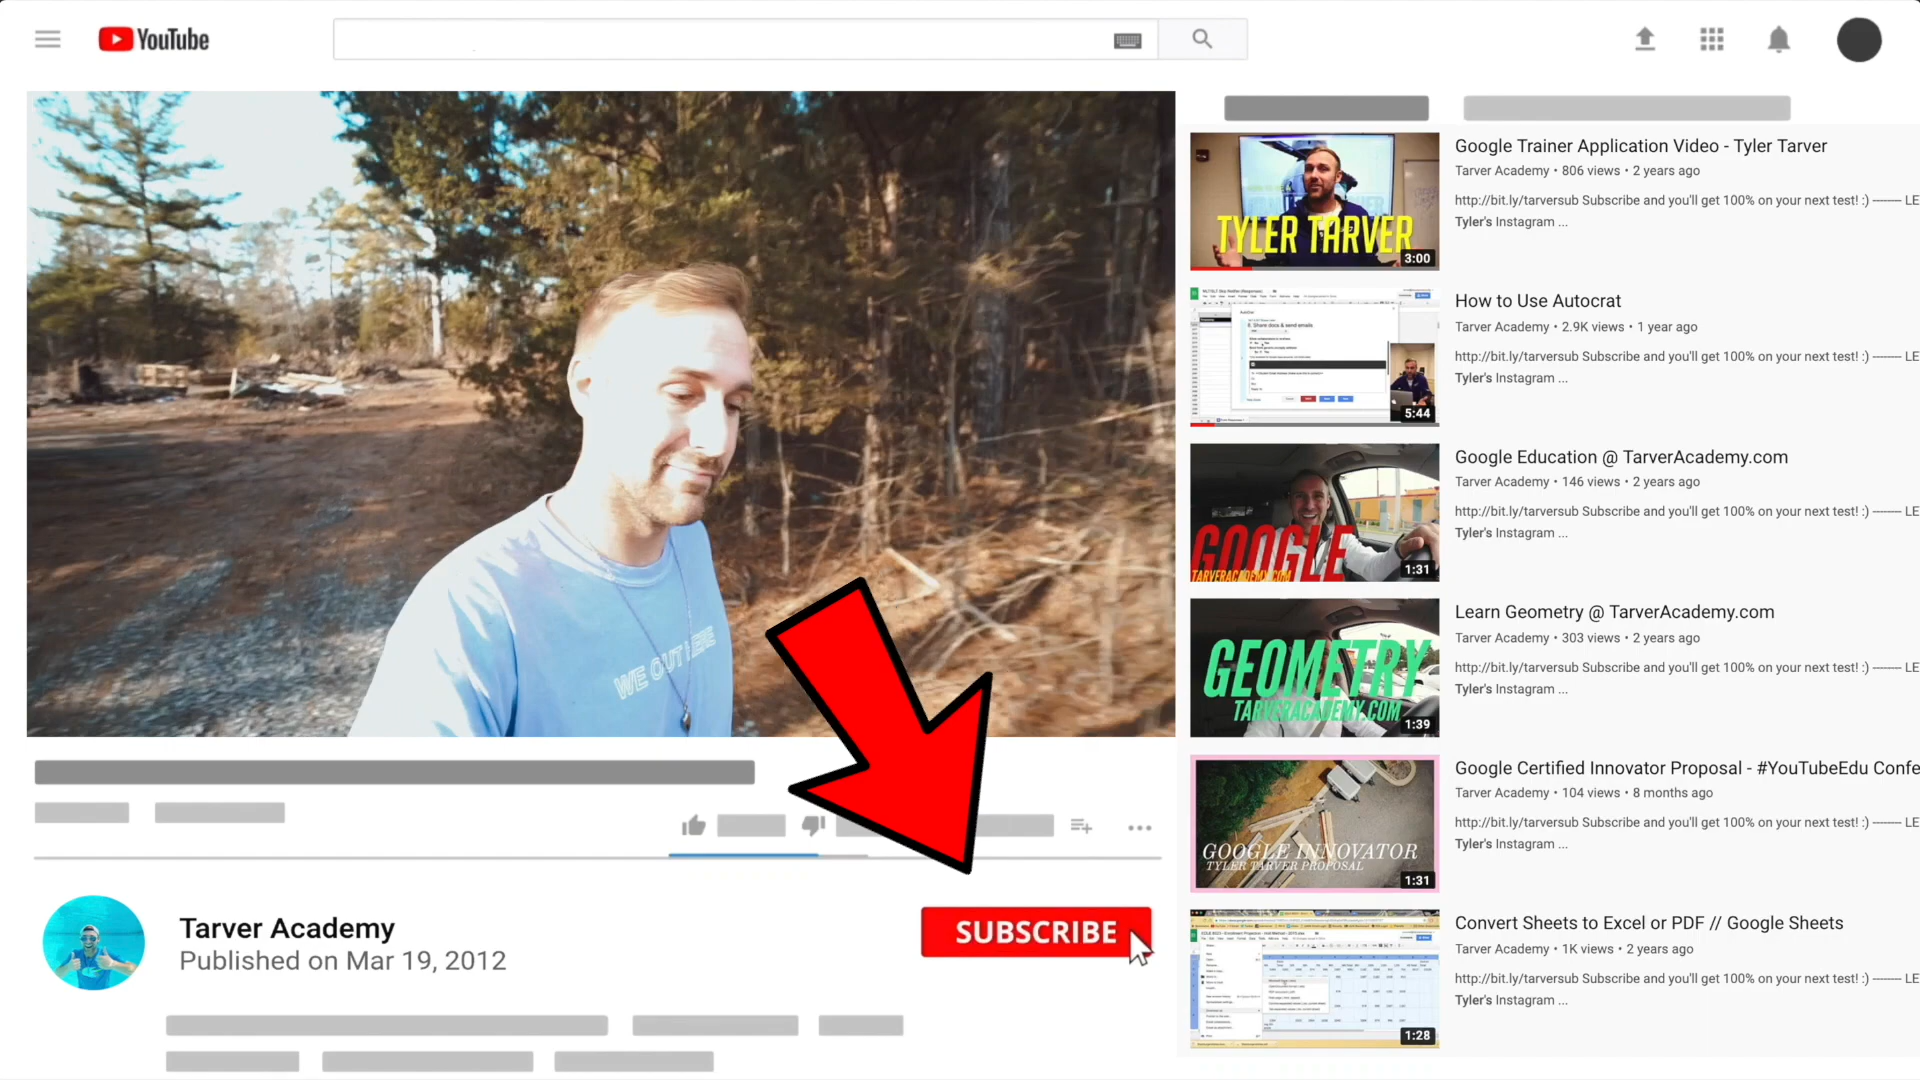 YouTube
WE OUT HERE
Tarver Academy
Published on Mar 19, 2012
SUBSCRIBE
TYLER TARVER
3:00
Google Trainer Application Video - Tyler Tarver
Tarver Academy • 806 views • 2 years ago
http://bit.ly/tarversub Subscribe and you'll get 100% on your next test! :) -------- LE
Tyler's Instagram ...
8. Share docs & send emails
5:44
How to Use Autocrat
Tarver Academy • 2.9K views • 1 year ago
http://bit.ly/tarversub Subscribe and you'll get 100% on your next test! :) -------- LE
Tyler's Instagram ...
GOOGLE
TARVERACADEMY.COM
1:31
Google Education @ TarverAcademy.com
Tarver Academy • 146 views • 2 years ago
http://bit.ly/tarversub Subscribe and you'll get 100% on your next test! :) -------- LE
Tyler's Instagram ...
GEOMETRY
TARVERACADEMY.COM
1:39
Learn Geometry @ TarverAcademy.com
Tarver Academy • 303 views • 2 years ago
http://bit.ly/tarversub Subscribe and you'll get 100% on your next test! :) -------- LE
Tyler's Instagram ...
GOOGLE INNOVATOR
TYLER TARVER PROPOSAL
1:31
Google Certified Innovator Proposal - #YouTubeEdu Confe
Tarver Academy • 104 views • 8 months ago
http://bit.ly/tarversub Subscribe and you'll get 100% on your next test! :) -------- LE
Tyler's Instagram ...
1:28
Convert Sheets to Excel or PDF // Google Sheets
Tarver Academy • 1K views • 2 years ago
http://bit.ly/tarversub Subscribe and you'll get 100% on your next test! :) -------- LE
Tyler's Instagram ...